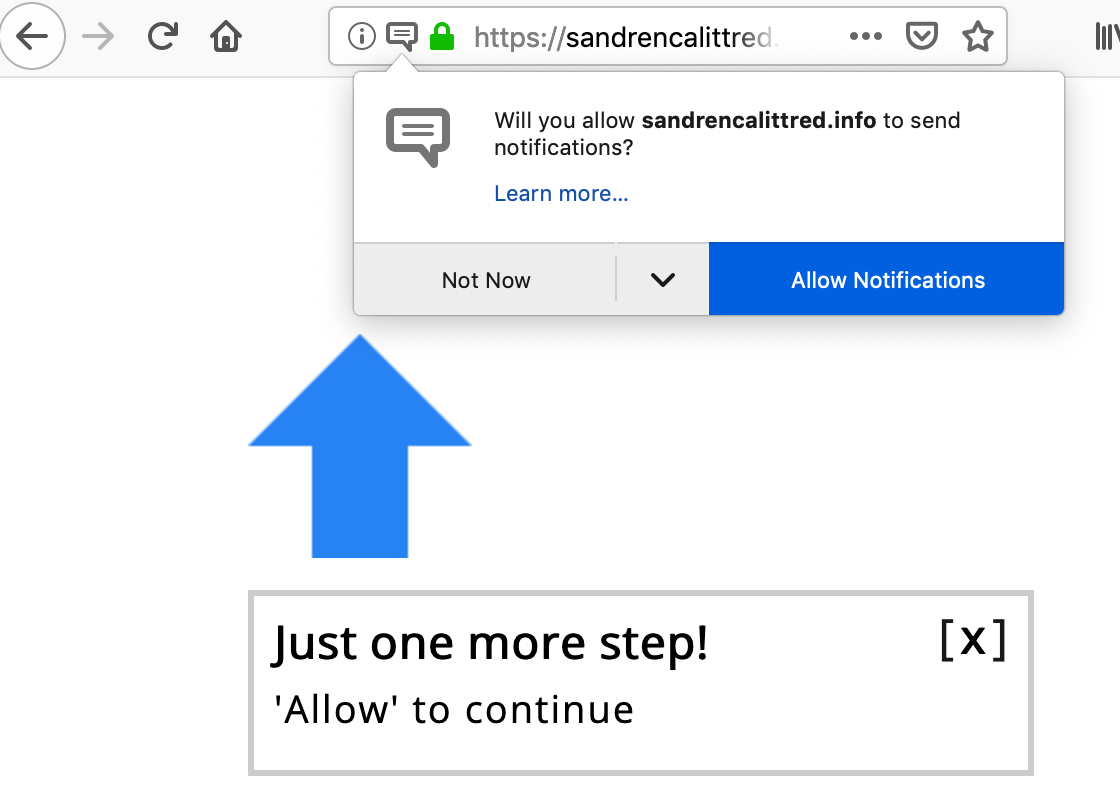 https://sandrencalittred.
Will you allow sandrencalittred.info to send
notifications?
Learn more...
Not Now
Allow Notifications
Just one more step!
[x]
'Allow' to continue